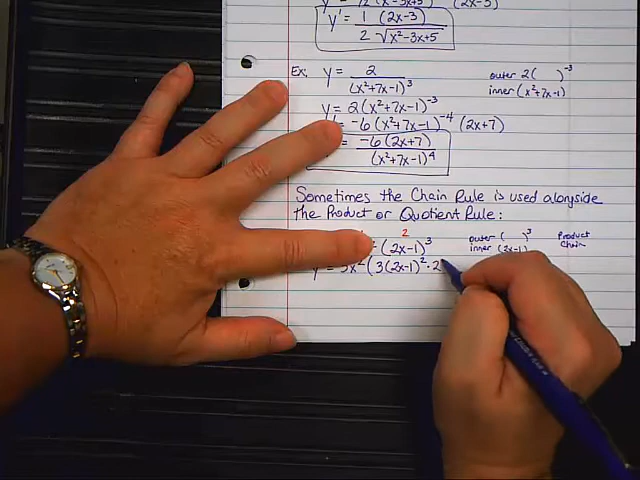 y' = 1 (2x-3)
2 √x²-3x+5
Ex: y = 2
(x²+7x-1)³
outer 2( )⁻³
inner (x²+7x-1)
y = 2(x²+7x-1)⁻³
= -6(x²+7x-1)⁻⁴ (2x+7)
= -6(2x+7)
(x²+7x-1)⁴
Sometimes the Chain Rule is used alongside
the Product or Quotient Rule:
2
= (2x-1)³
outer ( )³
inner (2x-1)
Product
Chain
= 3x² (3(2x-1)²·2